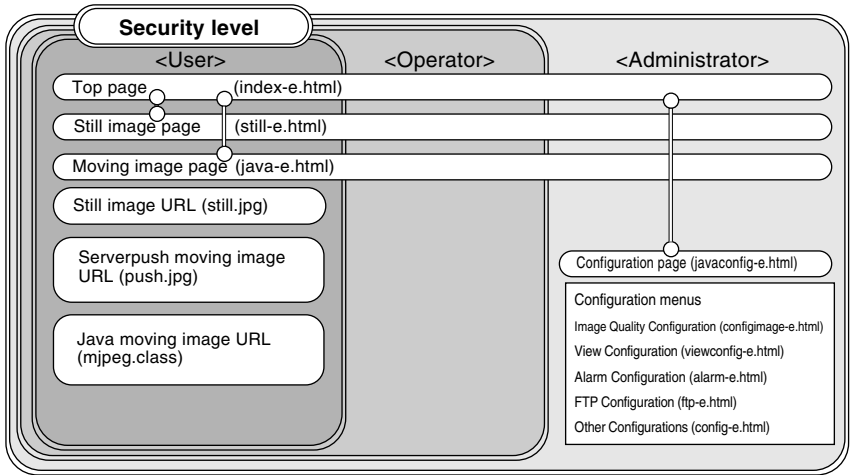 Security level
<User>
<Operator>
<Administrator>
Top page (index-e.html)
Still image page (still-e.html)
Moving image page (java-e.html)
Still image URL (still.jpg)
Serverpush moving image
URL (push.jpg)
Java moving image URL
(mjpeg.class)
Configuration page (javaconfig-e.html)
Configuration menus
Image Quality Configuration (configimage-e.html)
View Configuration (viewconfig-e.html)
Alarm Configuration (alarm-e.html)
FTP Configuration (ftp-e.html)
Other Configurations (config-e.html)